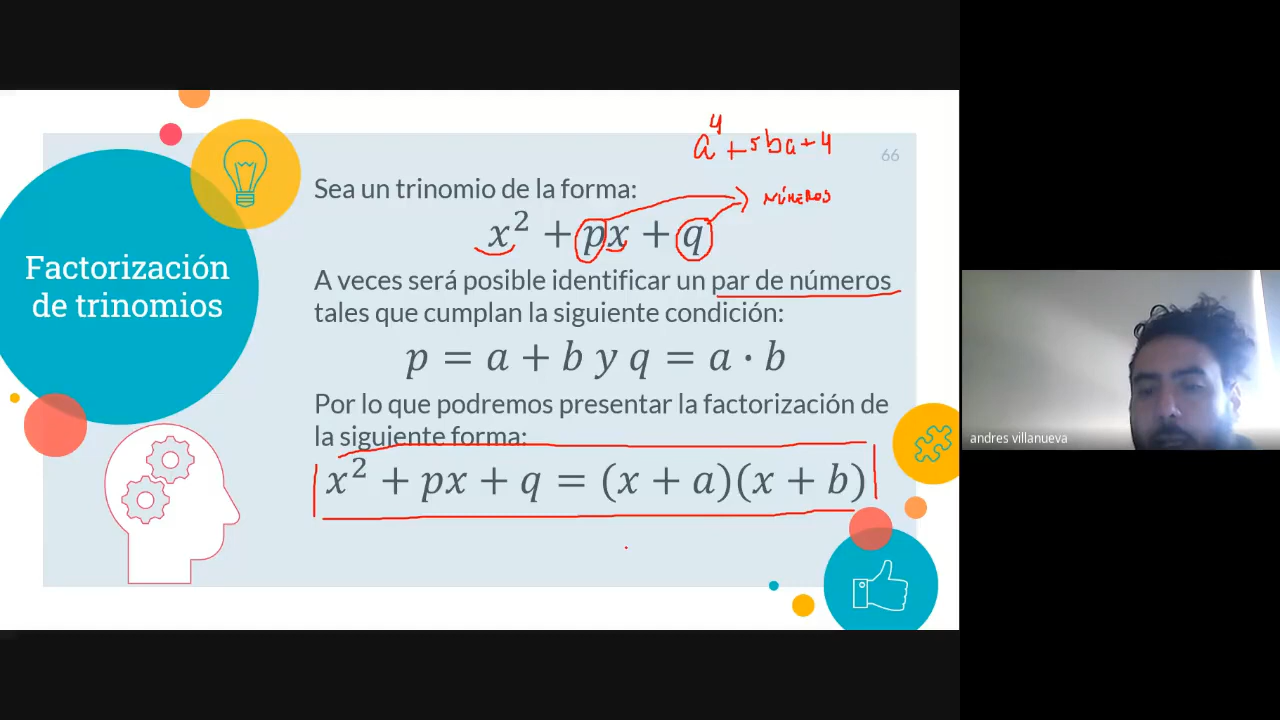 a⁴ + 5ba + 4
66
Sea un trinomio de la forma:
NÚMEROS
x² + px + q
Factorización
de trinomios
A veces será posible identificar un par de números
tales que cumplan la siguiente condición:
p = a + b y q = a · b
Por lo que podremos presentar la factorización de
la siguiente forma:
x² + px + q = (x + a)(x + b)
andres villanueva